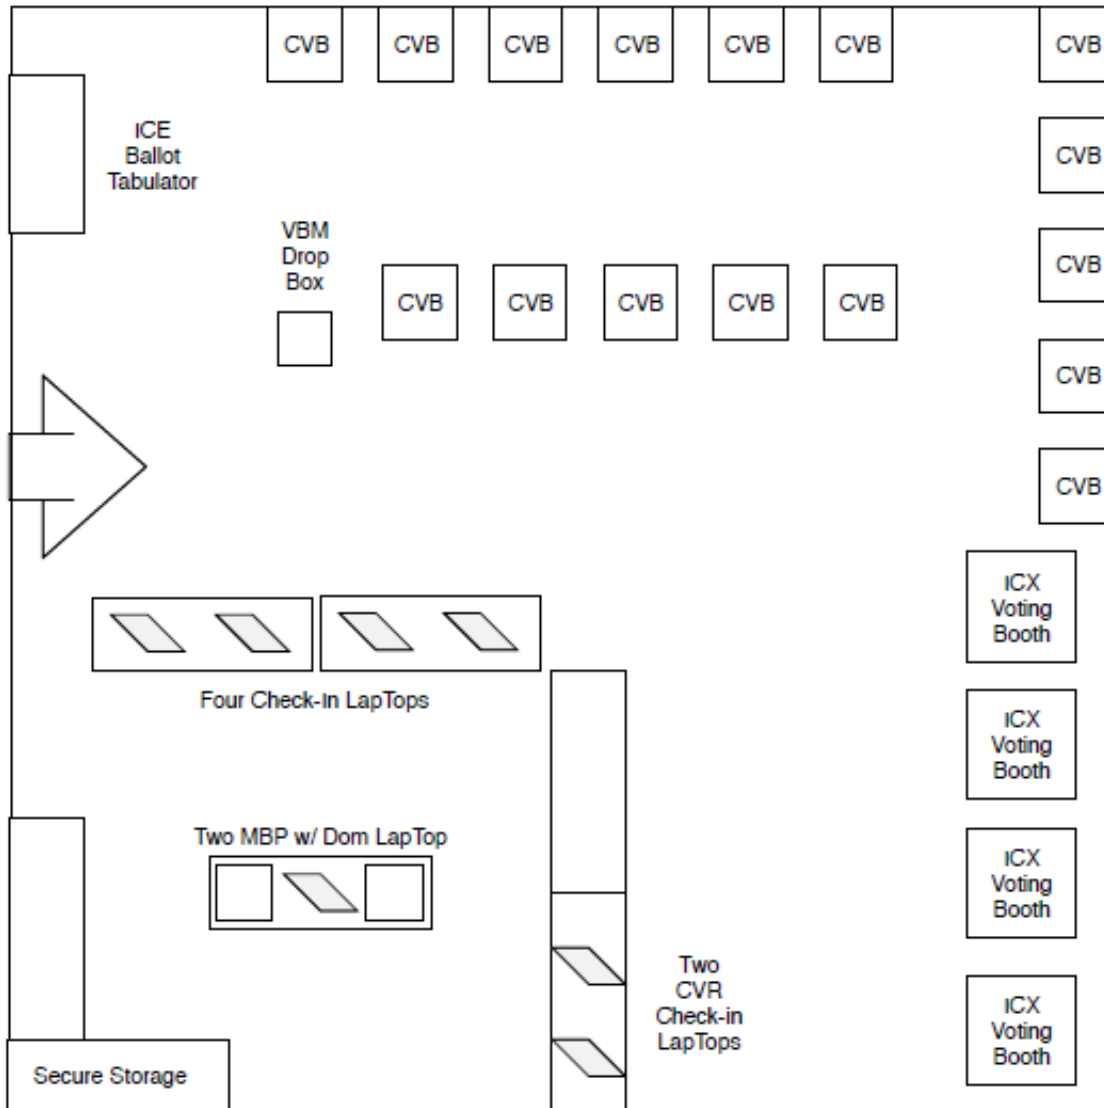 CVB CVB CVB CVB CVB CVB CVB
ICE
Ballot
Tabulator
CVB
VBM
Drop
Box
CVB
CVB CVB CVB CVB CVB
CVB
CVB
ICX
Voting
Booth
Four Check-in LapTops
ICX
Voting
Booth
Two MBP w/ Dom LapTop
ICX
Voting
Booth
Two
CVR
Check-in
LapTops
ICX
Voting
Booth
Secure Storage